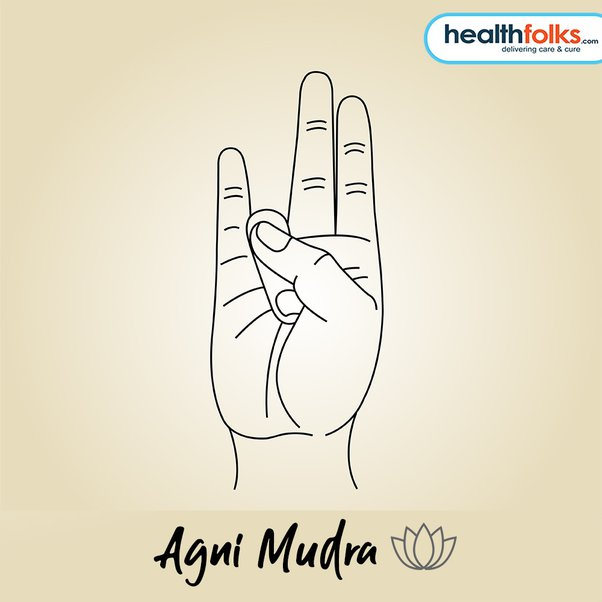 healthfolks.com
delivering care & cure
Agni Mudra